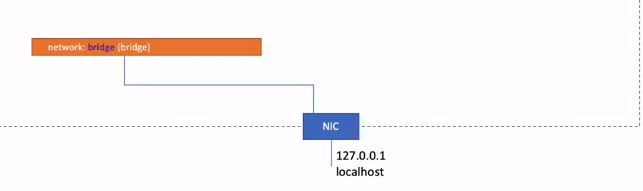 network: bridge (bridge)
NIC
127.0.0.1
localhost